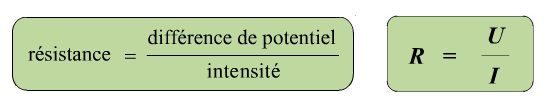 différence de potentiel
résistance =
intensité
U
R =
I